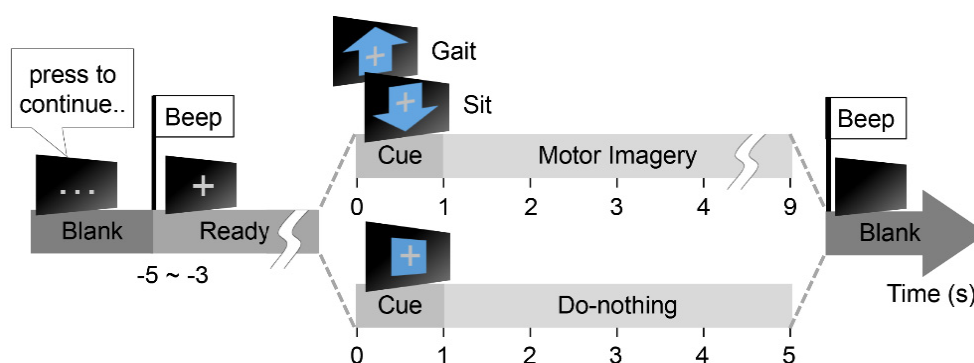 Gait
press to
continue..
Sit
Beep
Beep
Cue
Motor Imagery
...
+
0 1 2 3 4 9
Blank
Ready
Blank
-5 ~ -3
Time (s)
Cue
Do-nothing
0 1 2 3 4 5